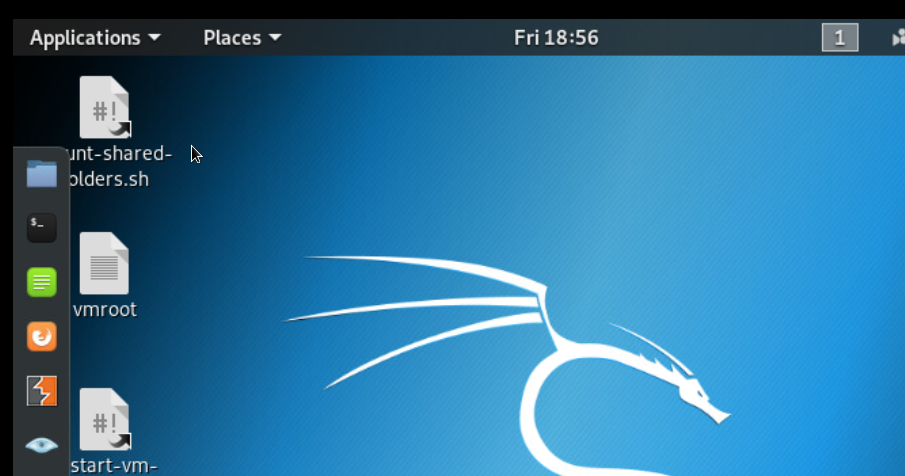 Applications Places Fri 18:56 1
#!
unt-shared-
olders.sh
$_
vmroot
#!
start-vm-